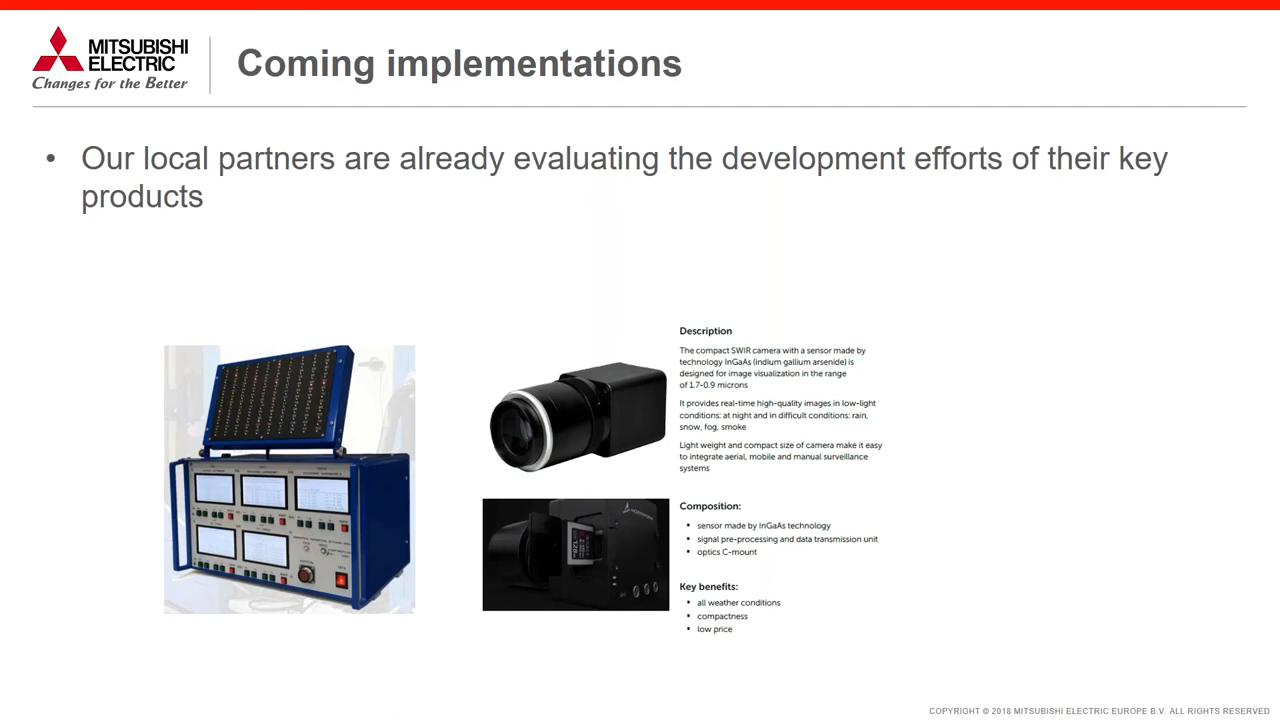 MITSUBISHI
ELECTRIC
Changes for the Better
Coming implementations
• Our local partners are already evaluating the development efforts of their key
products
Description
The compact SWIR camera with a sensor made by
technology InGaAs (indium gallium arsenide) is
designed for image visualization in the range
of 1.7-0.9 microns
It provides real-time high-quality images in low-light
conditions: at night and in difficult conditions: rain,
snow, fog, smoke
Light weight and compact size of camera make it easy
to integrate aerial, mobile and manual surveillance
systems
Composition:
• sensor made by InGaAs technology
• signal pre-processing and data transmission unit
• optics C-mount
Key benefits:
• all weather conditions
• compactness
• low price
COPYRIGHT © 2018 MITSUBISHI ELECTRIC EUROPE B.V. ALL RIGHTS RESERVED